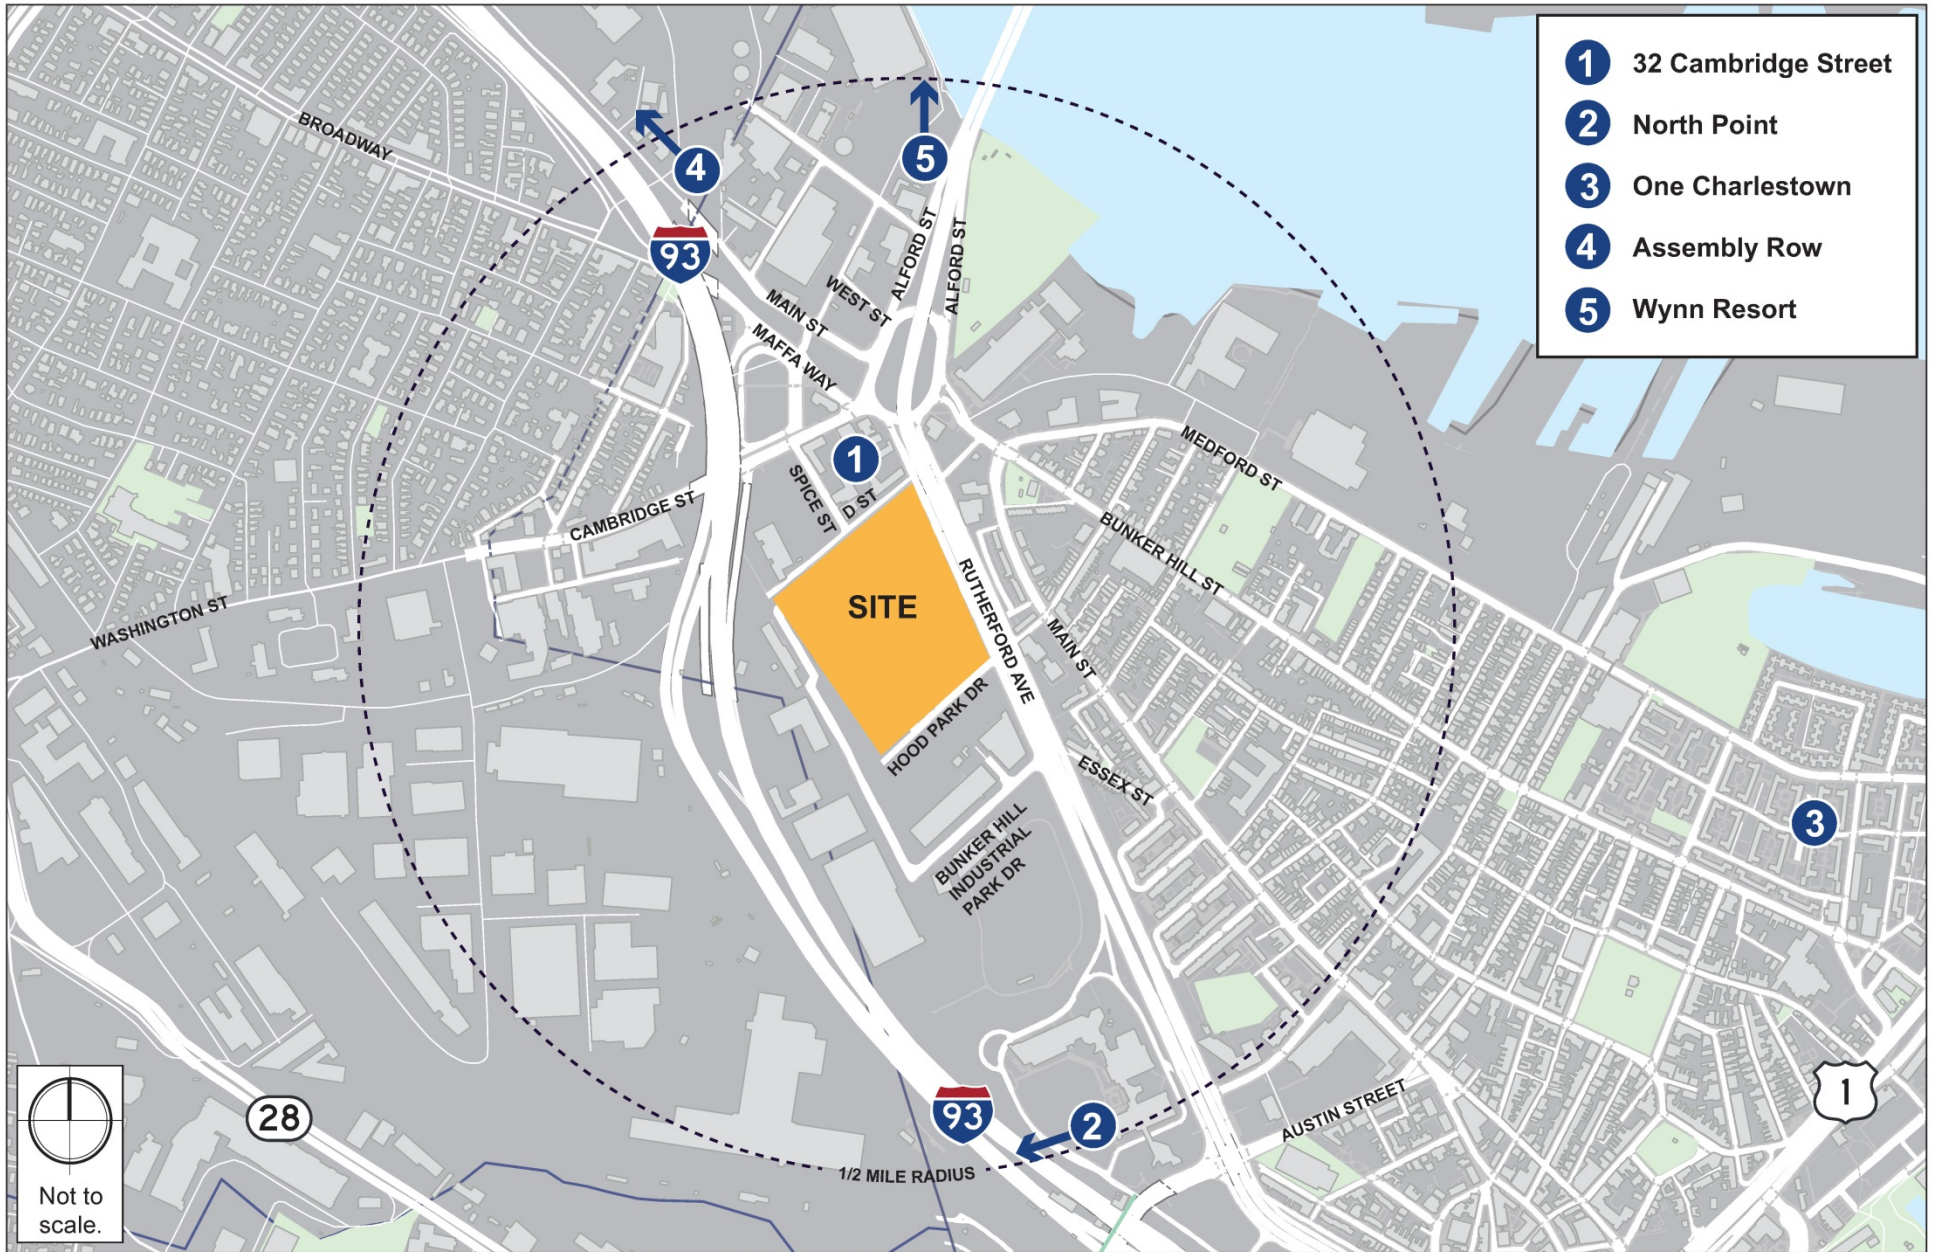 1 32 Cambridge Street
2 North Point
3 One Charlestown
4 Assembly Row
5 Wynn Resort
BROADWAY
4
5
93
ALFORD ST
ALFORD ST
WEST ST
MAIN ST
MAFFA WAY
1
SPICE ST
D ST
CAMBRIDGE ST
WASHINGTON ST
MEDFORD ST
BUNKER HILL ST
SITE
RUTHERFORD AVE
MAIN ST
HOOD PARK DR
ESSEX ST
BUNKER HILL
INDUSTRIAL
PARK DR
3
93
2
AUSTIN STREET
1
28
1/2 MILE RADIUS
Not to
scale.